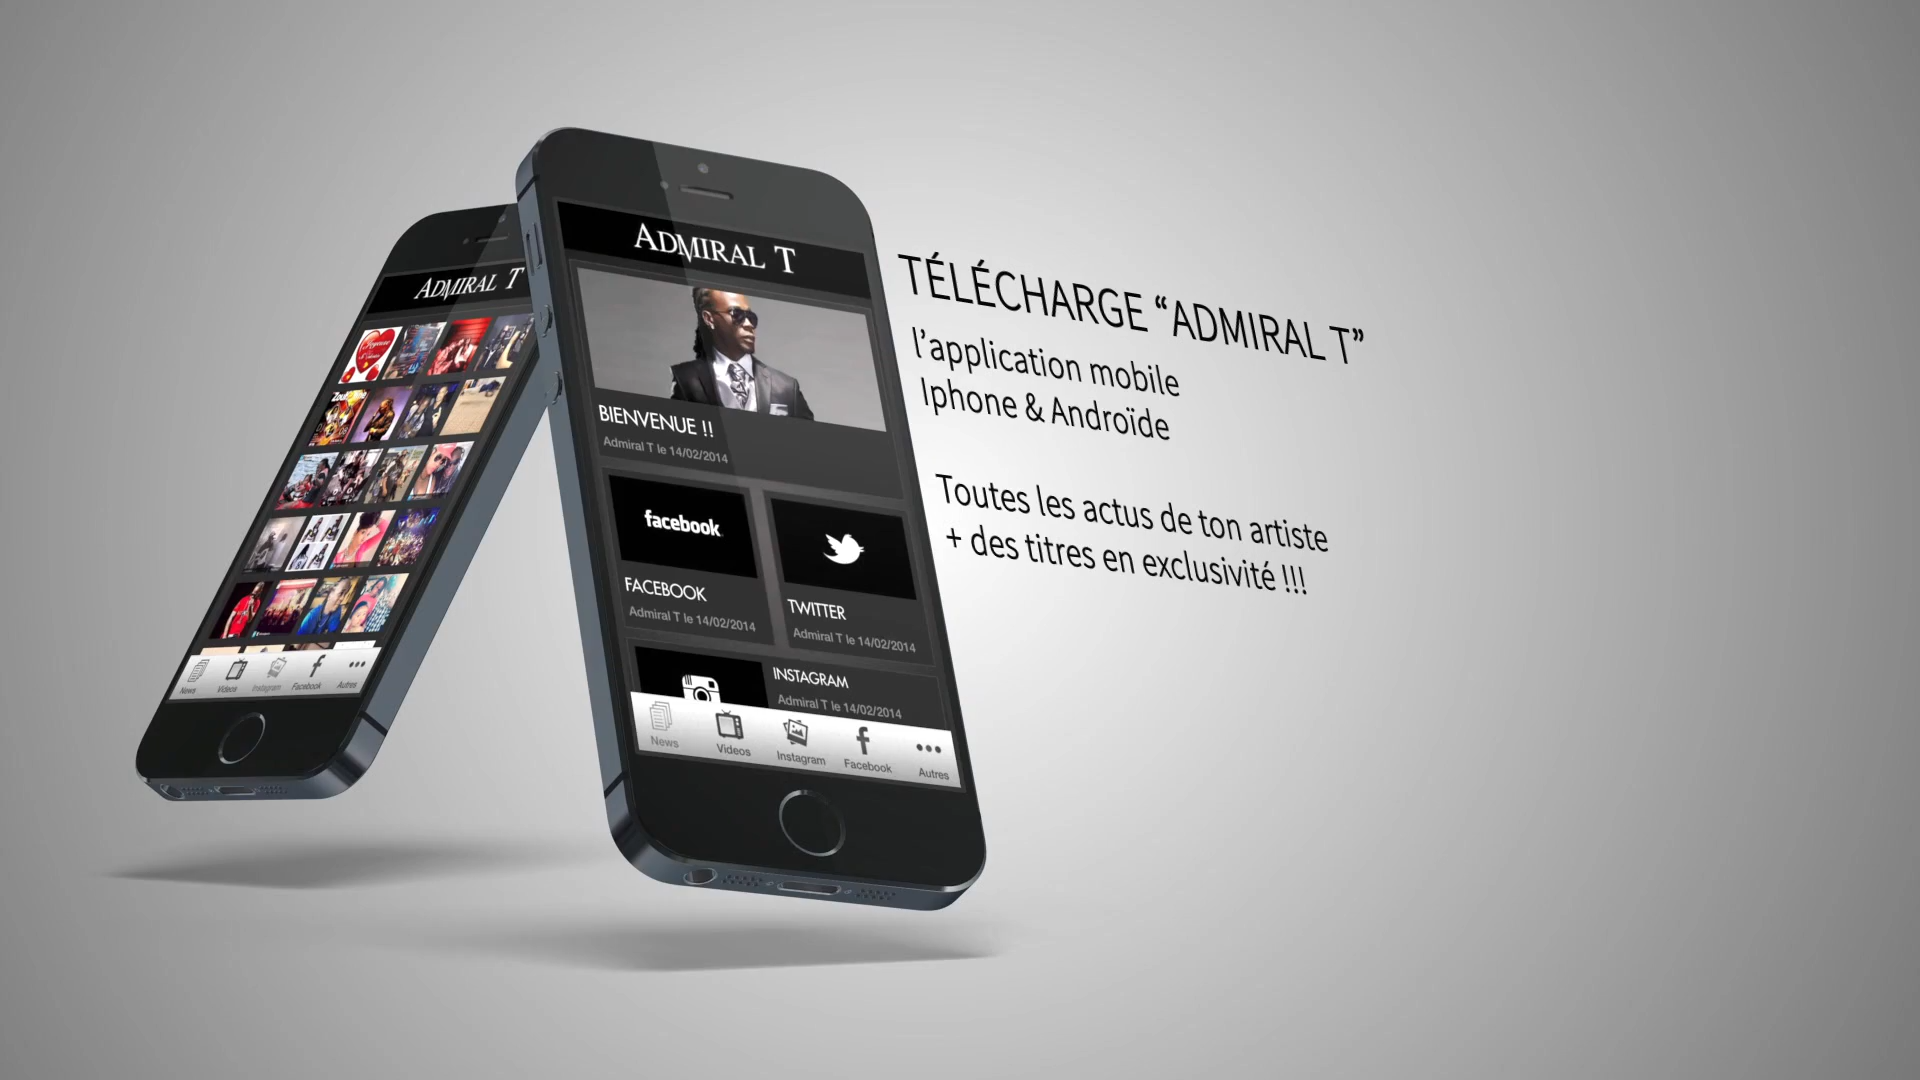 ADMIRAL T
News
Videos
Instagram
Facebook
Autres
ADMIRAL T
BIENVENUE !!
Admiral T le 14/02/2014
facebook
FACEBOOK
Admiral T le 14/02/2014
TWITTER
Admiral T le 14/02/2014
INSTAGRAM
Admiral T le 14/02/2014
News
Videos
Instagram
Facebook
Autres
TÉLÉCHARGE “ADMIRAL T”
l’application mobile
Iphone & Androïde
Toutes les actus de ton artiste
+ des titres en exclusivité !!!